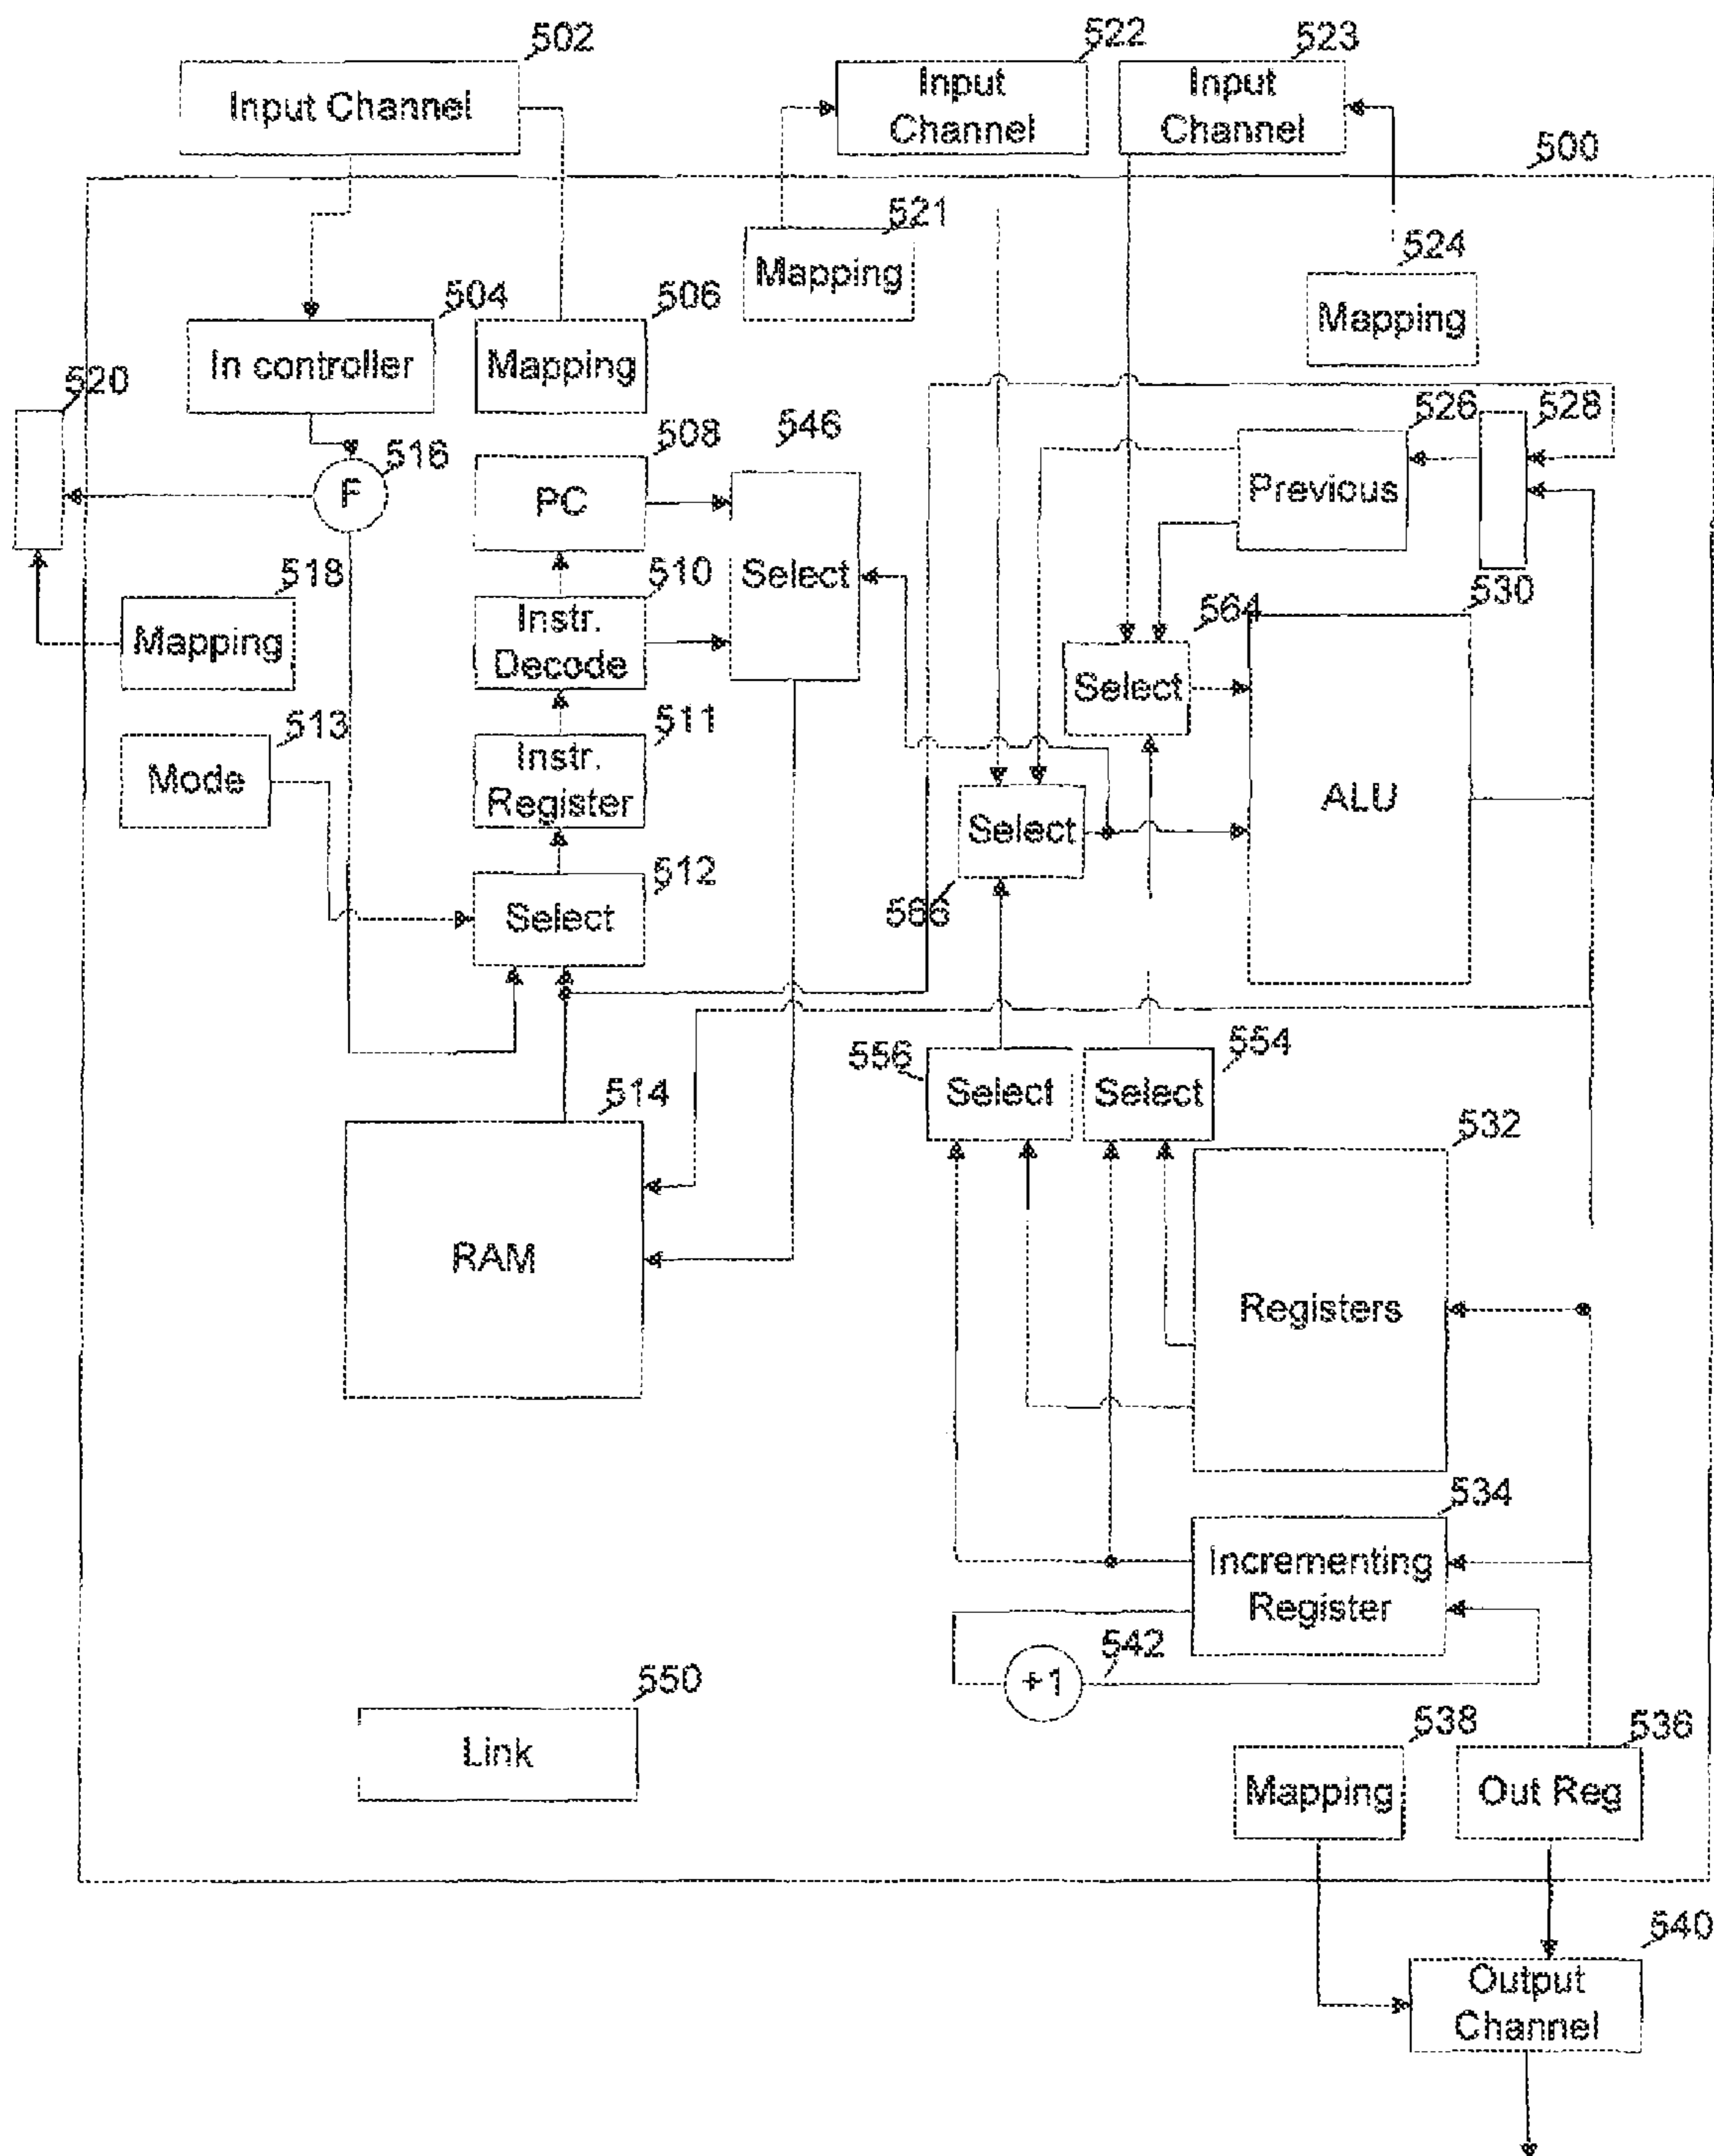 502
Input Channel
522
Input
Channel
523
Input
Channel
500
521
Mapping
524
Mapping
504
In controller
506
Mapping
520
516
F
508
PC
546
Select
526
Previous
528
518
Mapping
510
Instr.
Decode
564
Select
530
ALU
513
Mode
511
Instr.
Register
566
Select
512
Select
556
Select
554
Select
514
RAM
532
Registers
534
Incrementing
Register
542
+1
550
Link
538
Mapping
536
Out Reg
540
Output
Channel